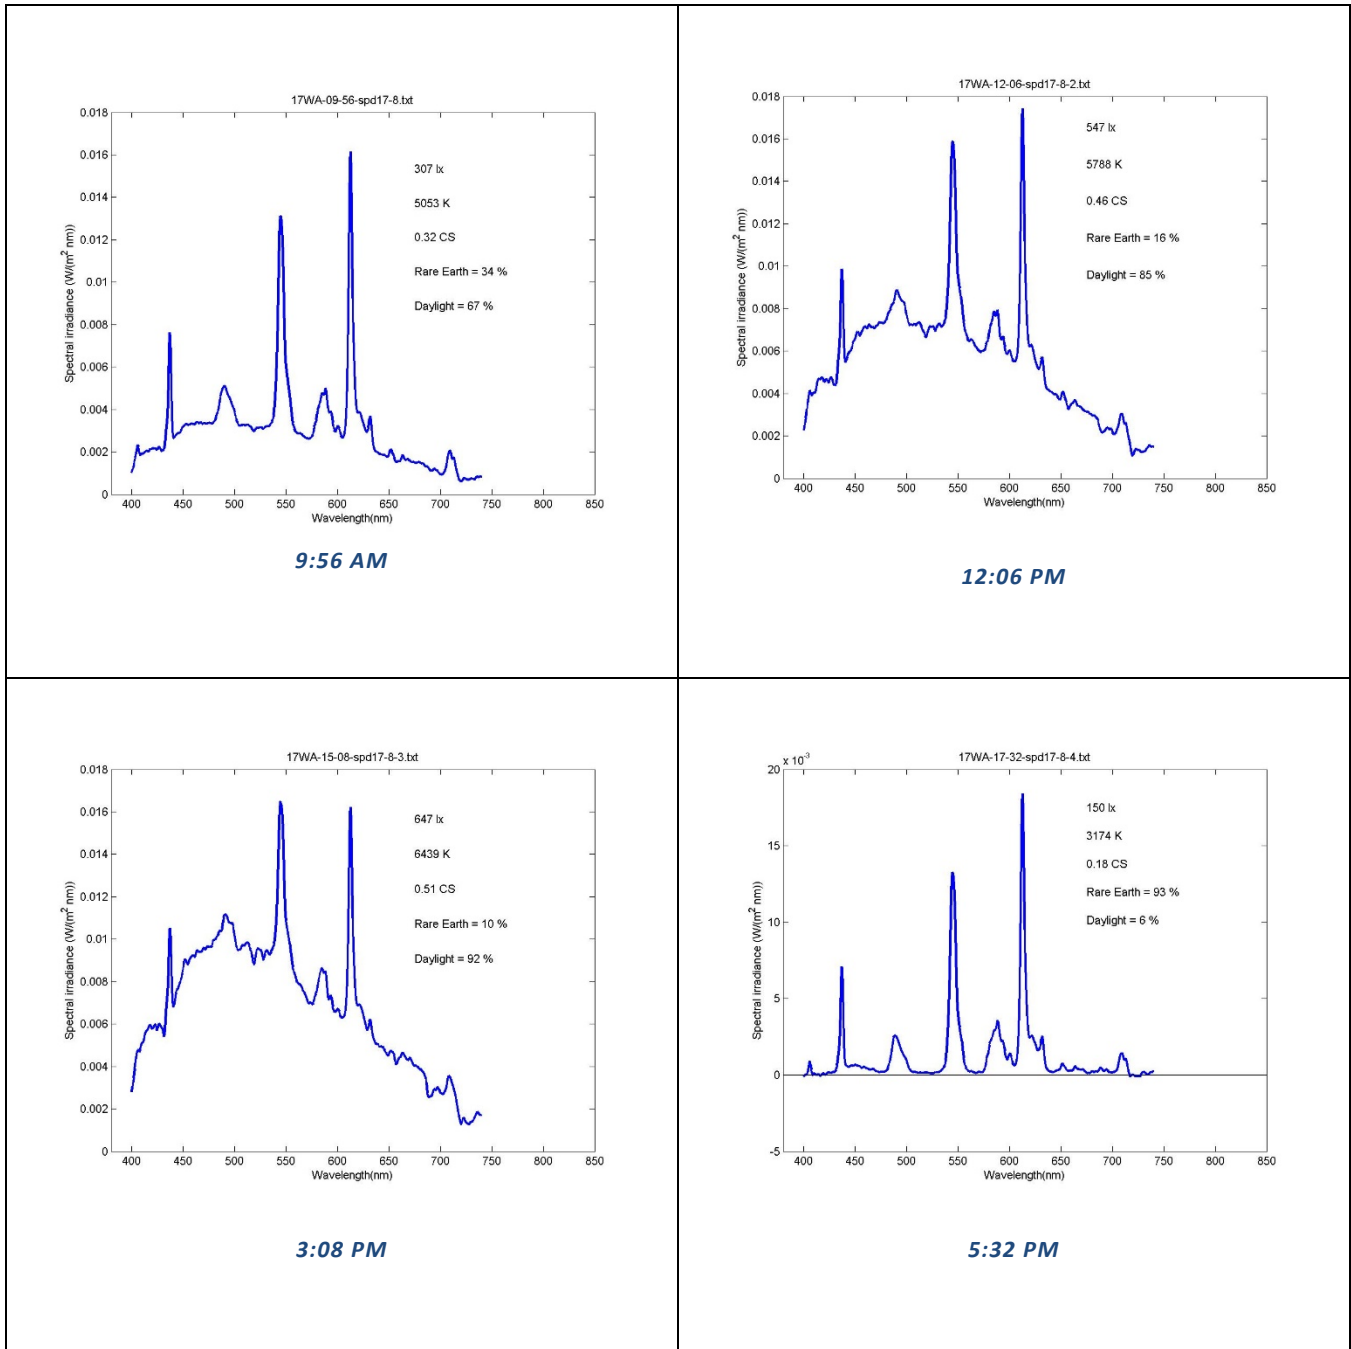 17WA-09-56-spd17-8.txt
0.018
0.016
0.014
0.012
0.01
0.008
0.006
0.004
0.002
0
Spectral irradiance (W/(m² nm))
307 lx
5053 K
0.32 CS
Rare Earth = 34 %
Daylight = 67 %
400 450 500 550 600 650 700 750 800 850
Wavelength(nm)
9:56 AM
17WA-12-06-spd17-8-2.txt
0.018
0.016
0.014
0.012
0.01
0.008
0.006
0.004
0.002
0
Spectral irradiance (W/(m² nm))
547 lx
5788 K
0.46 CS
Rare Earth = 16 %
Daylight = 85 %
400 450 500 550 600 650 700 750 800 850
Wavelength(nm)
12:06 PM
17WA-15-08-spd17-8-3.txt
0.018
0.016
0.014
0.012
0.01
0.008
0.006
0.004
0.002
0
Spectral irradiance (W/(m² nm))
647 lx
6439 K
0.51 CS
Rare Earth = 10 %
Daylight = 92 %
400 450 500 550 600 650 700 750 800 850
Wavelength(nm)
3:08 PM
17WA-17-32-spd17-8-4.txt
x 10⁻³
20
15
10
5
0
-5
Spectral irradiance (W/(m² nm))
150 lx
3174 K
0.18 CS
Rare Earth = 93 %
Daylight = 6 %
400 450 500 550 600 650 700 750 800 850
Wavelength(nm)
5:32 PM